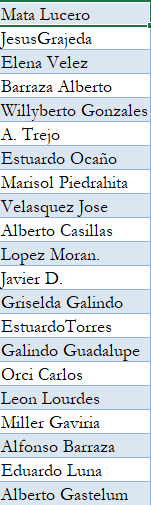 Mata Lucero
JesusGrajeda
Elena Velez
Barraza Alberto
Willyberto Gonzales
A. Trejo
Estuardo Ocaño
Marisol Piedrahita
Velasquez Jose
Alberto Casillas
Lopez Moran.
Javier D.
Griselda Galindo
EstuardoTorres
Galindo Guadalupe
Orci Carlos
Leon Lourdes
Miller Gaviria
Alfonso Barraza
Eduardo Luna
Alberto Gastelum